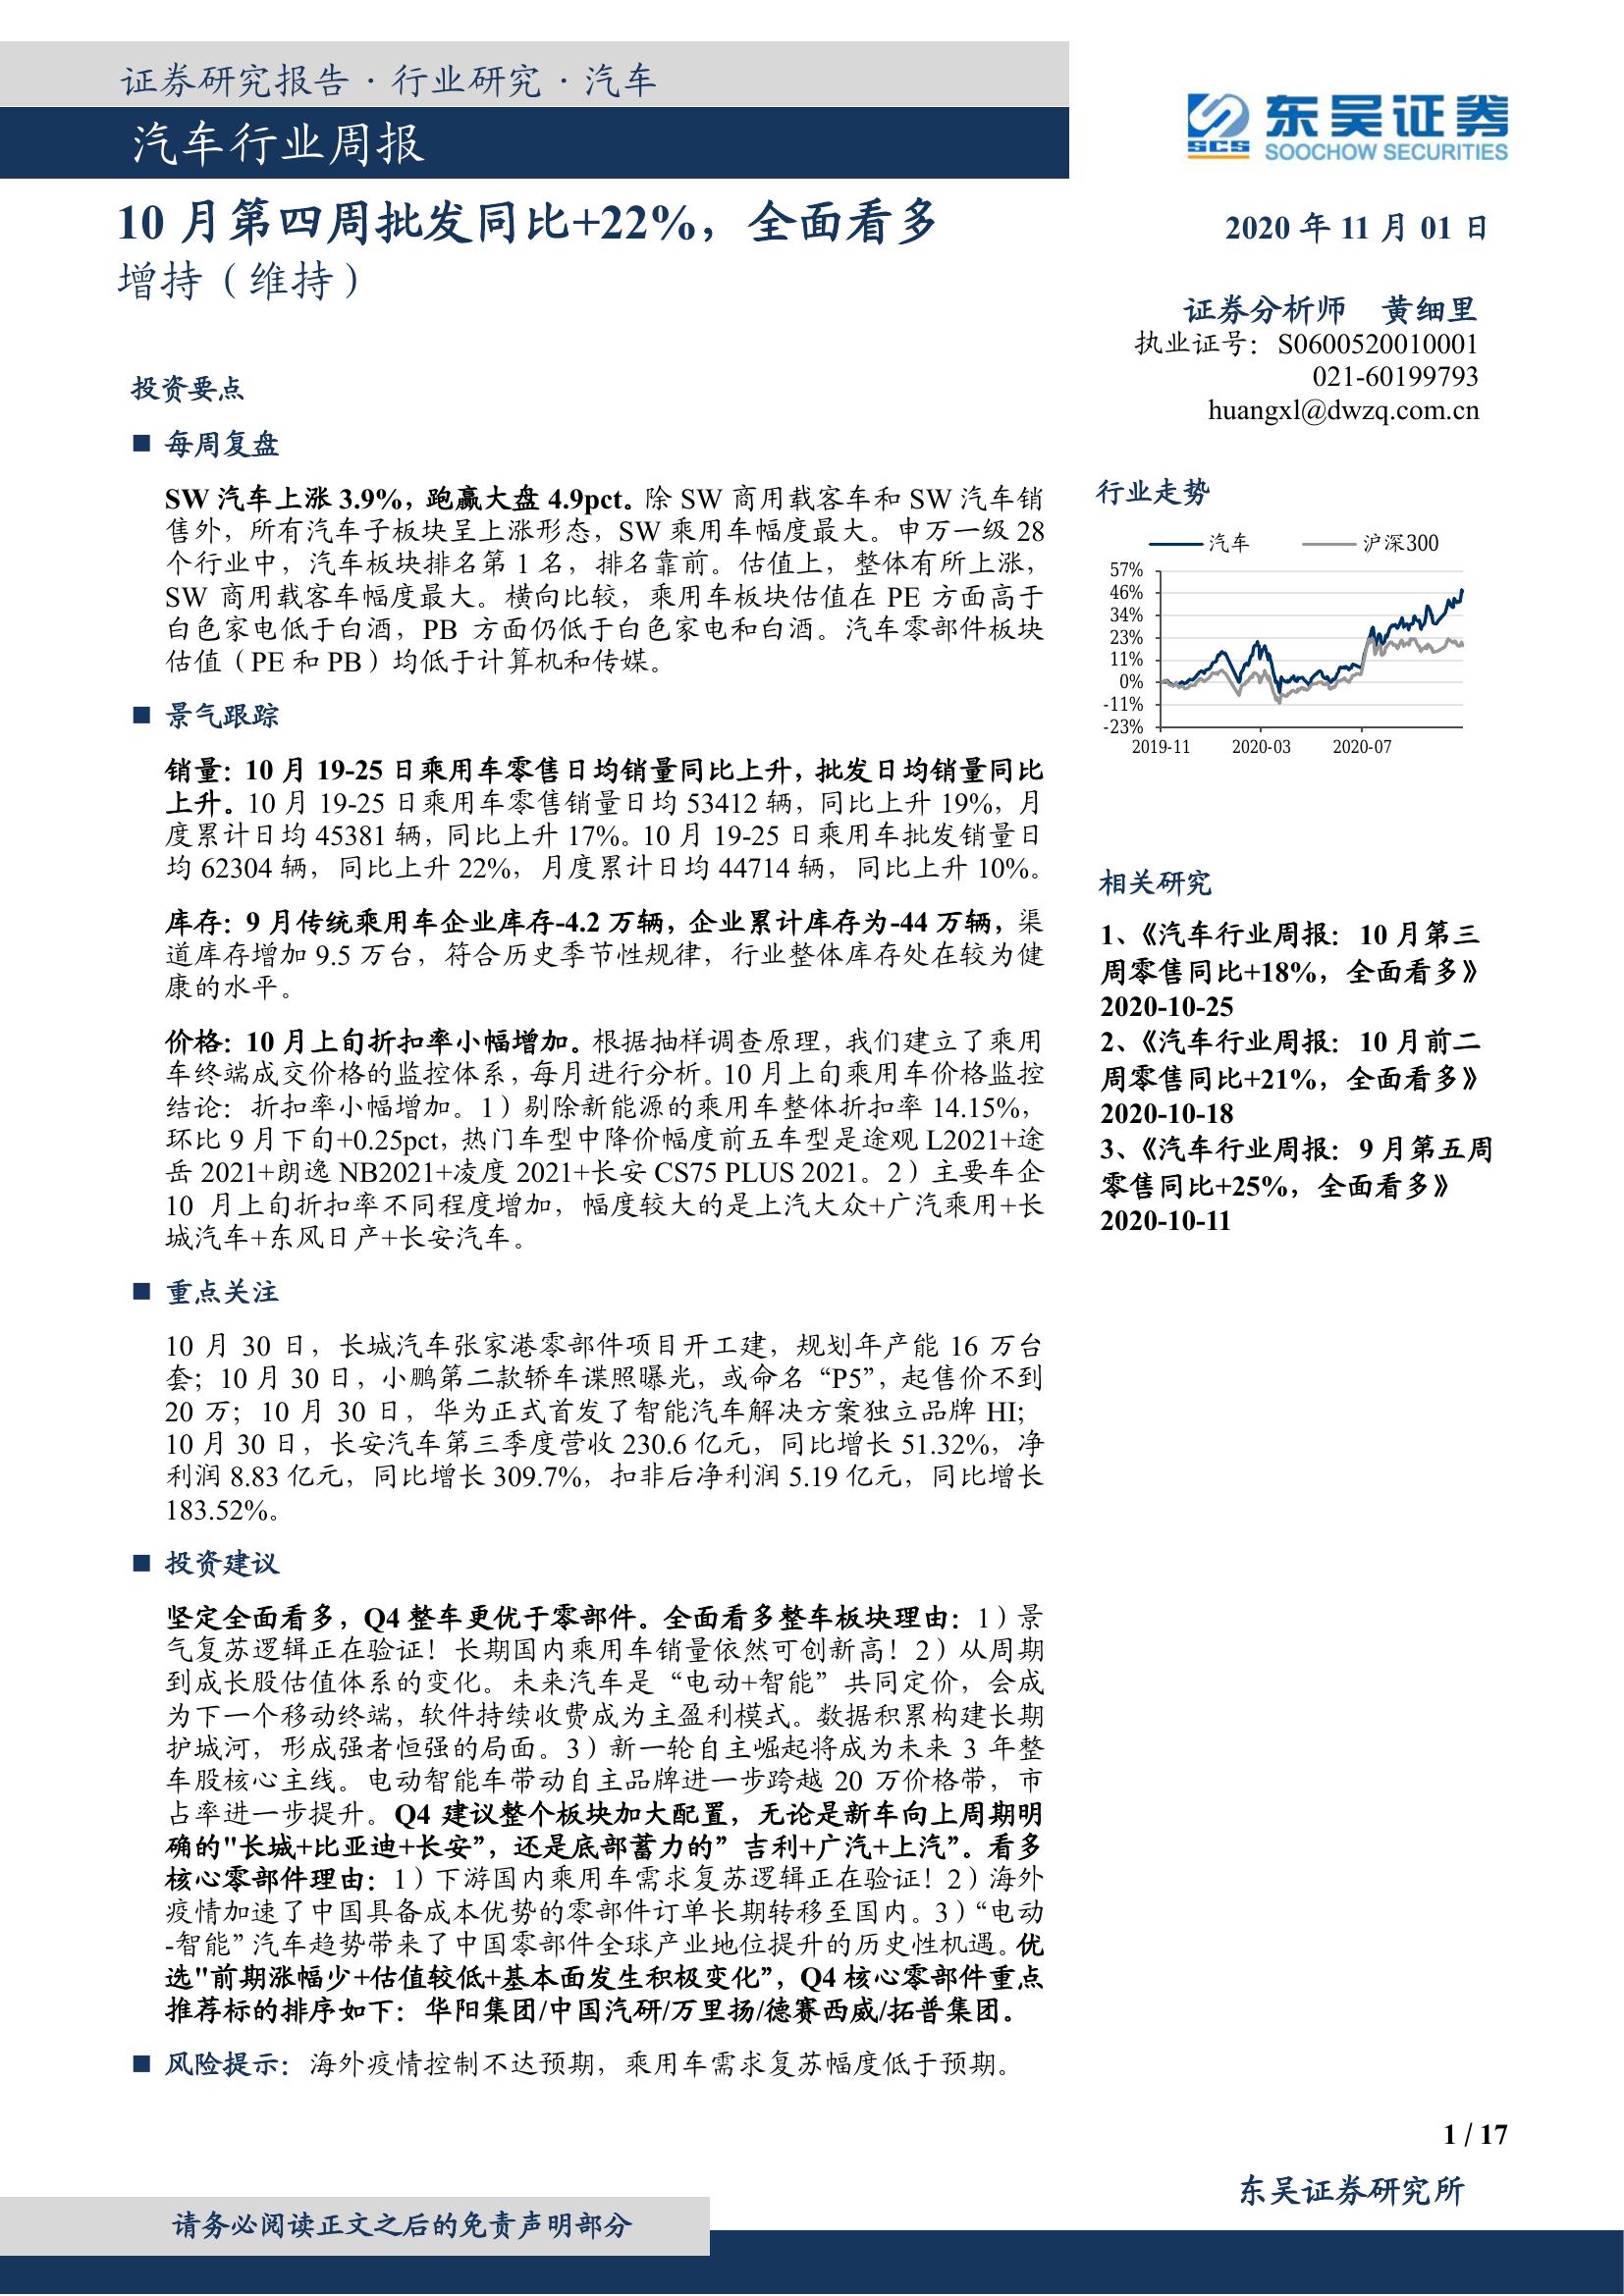 证券研究报告·行业研究·汽车
汽车行业周报
SCS
东吴证券
SOOCHOW SECURITIES
10 月第四周批发同比+22%，全面看多
增持（维持）
2020 年 11 月 01 日
证券分析师 黄细里
执业证号：S0600520010001
021-60199793
huangxl@dwzq.com.cn
投资要点
■ 每周复盘
SW 汽车上涨 3.9%，跑赢大盘 4.9pct。除 SW 商用载客车和 SW 汽车销
售外，所有汽车子板块呈上涨形态，SW 乘用车幅度最大。申万一级 28
个行业中，汽车板块排名第 1 名，排名靠前。估值上，整体有所上涨，
SW 商用载客车幅度最大。横向比较，乘用车板块估值在 PE 方面高于
白色家电低于白酒，PB 方面仍低于白色家电和白酒。汽车零部件板块
估值（PE 和 PB）均低于计算机和传媒。
■ 景气跟踪
销量：10 月 19-25 日乘用车零售日均销量同比上升，批发日均销量同比
上升。10 月 19-25 日乘用车零售销量日均 53412 辆，同比上升 19%，月
度累计日均 45381 辆，同比上升 17%。10 月 19-25 日乘用车批发销量日
均 62304 辆，同比上升 22%，月度累计日均 44714 辆，同比上升 10%。
库存：9 月传统乘用车企业库存-4.2 万辆，企业累计库存为-44 万辆，渠
道库存增加 9.5 万台，符合历史季节性规律，行业整体库存处在较为健
康的水平。
价格：10 月上旬折扣率小幅增加。根据抽样调查原理，我们建立了乘用
车终端成交价格的监控体系，每月进行分析。10 月上旬乘用车价格监控
结论：折扣率小幅增加。1）剔除新能源的乘用车整体折扣率 14.15%，
环比 9 月下旬+0.25pct，热门车型中降价幅度前五车型是途观 L2021+途
岳 2021+朗逸 NB2021+凌度 2021+长安 CS75 PLUS 2021。2）主要车企
10 月上旬折扣率不同程度增加，幅度较大的是上汽大众+广汽乘用+长
城汽车+东风日产+长安汽车。
■ 重点关注
10 月 30 日，长城汽车张家港零部件项目开工建，规划年产能 16 万台
套；10 月 30 日，小鹏第二款轿车谍照曝光，或命名“P5”，起售价不到
20 万；10 月 30 日，华为正式首发了智能汽车解决方案独立品牌 HI；
10 月 30 日，长安汽车第三季度营收 230.6 亿元，同比增长 51.32%，净
利润 8.83 亿元，同比增长 309.7%，扣非后净利润 5.19 亿元，同比增长
183.52%。
■ 投资建议
坚定全面看多，Q4 整车更优于零部件。全面看多整车板块理由：1）景
气复苏逻辑正在验证！长期国内乘用车销量依然可创新高！2）从周期
到成长股估值体系的变化。未来汽车是“电动+智能”共同定价，会成
为下一个移动终端，软件持续收费成为主盈利模式。数据积累构建长期
护城河，形成强者恒强的局面。3）新一轮自主崛起将成为未来 3 年整
车股核心主线。电动智能车带动自主品牌进一步跨越 20 万价格带，市
占率进一步提升。Q4 建议整个板块加大配置，无论是新车向上周期明
确的"长城+比亚迪+长安”，还是底部蓄力的”吉利+广汽+上汽”。看多
核心零部件理由：1）下游国内乘用车需求复苏逻辑正在验证！2）海外
疫情加速了中国具备成本优势的零部件订单长期转移至国内。3）“电动
-智能”汽车趋势带来了中国零部件全球产业地位提升的历史性机遇。优
选"前期涨幅少+估值较低+基本面发生积极变化”，Q4 核心零部件重点
推荐标的排序如下：华阳集团/中国汽研/万里扬/德赛西威/拓普集团。
■ 风险提示：海外疫情控制不达预期，乘用车需求复苏幅度低于预期。
行业走势
汽车 沪深300
57%
46%
34%
23%
11%
0%
-11%
-23%
2019-11 2020-03 2020-07
相关研究
1、《汽车行业周报：10 月第三
周零售同比+18%，全面看多》
2020-10-25
2、《汽车行业周报：10 月前二
周零售同比+21%，全面看多》
2020-10-18
3、《汽车行业周报：9 月第五周
零售同比+25%，全面看多》
2020-10-11
1 / 17
东吴证券研究所
请务必阅读正文之后的免责声明部分